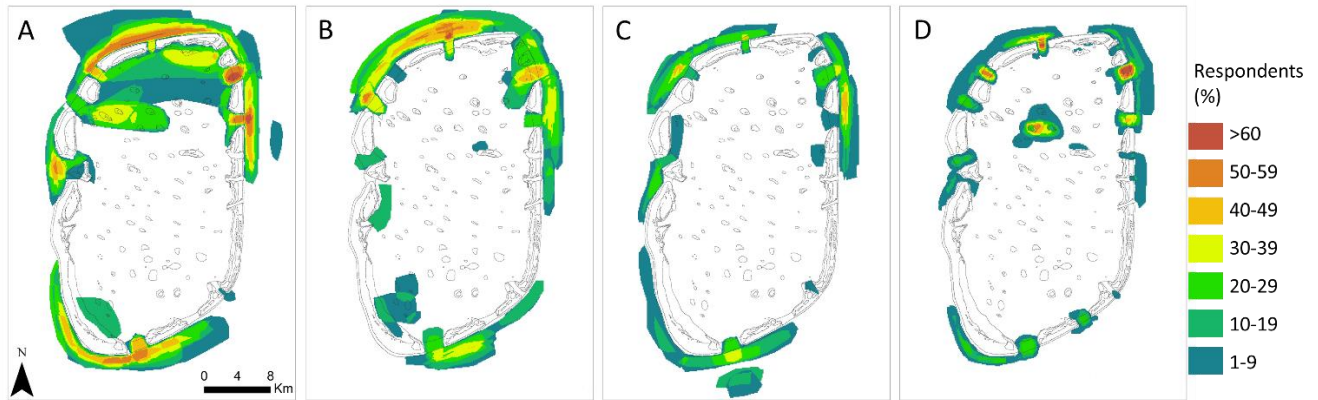 A
B
C
D
Respondents
(%)
>60
50-59
40-49
30-39
20-29
10-19
1-9
N
0 4 8
Km